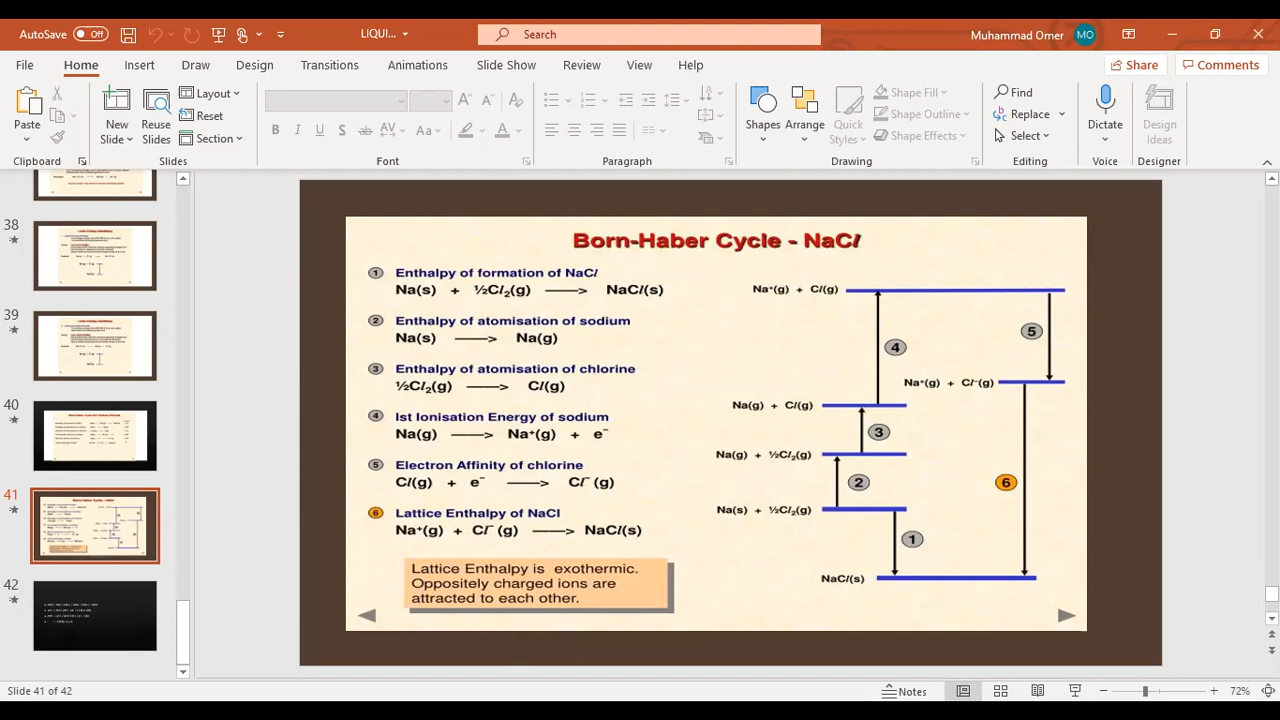 AutoSave Off LIQUI... Search Muhammad Omer MO
File Home Insert Draw Design Transitions Animations Slide Show Review View Help Share Comments
Paste
New Slide
Reuse Slides
Layout
Reset
Section
B I U S ab AV Aa A
Shapes
Arrange
Quick Styles
Shape Fill
Shape Outline
Shape Effects
Find
Replace
Select
Dictate
Design Ideas
Clipboard Slides Font Paragraph Drawing Editing Voice Designer
38
39
40
41
42
Born-Haber Cycle - NaCl
1 Enthalpy of formation of NaCl
Na(s) + ½Cl₂(g) ——> NaCl(s)
2 Enthalpy of atomisation of sodium
Na(s) ——> Na(g)
3 Enthalpy of atomisation of chlorine
½Cl₂(g) ——> Cl(g)
4 Ist Ionisation Energy of sodium
Na(g) ——> Na⁺(g) + e⁻
5 Electron Affinity of chlorine
Cl(g) + e⁻ ——> Cl⁻(g)
6 Lattice Enthalpy of NaCl
Na⁺(g) + Cl⁻(g) ——> NaCl(s)
Lattice Enthalpy is exothermic.
Oppositely charged ions are
attracted to each other.
Na⁺(g) + Cl(g)
5
4
Na⁺(g) + Cl⁻(g)
Na(g) + Cl(g)
3
Na(g) + ½Cl₂(g)
2
6
Na(s) + ½Cl₂(g)
1
NaCl(s)
Slide 41 of 42 Notes 72%